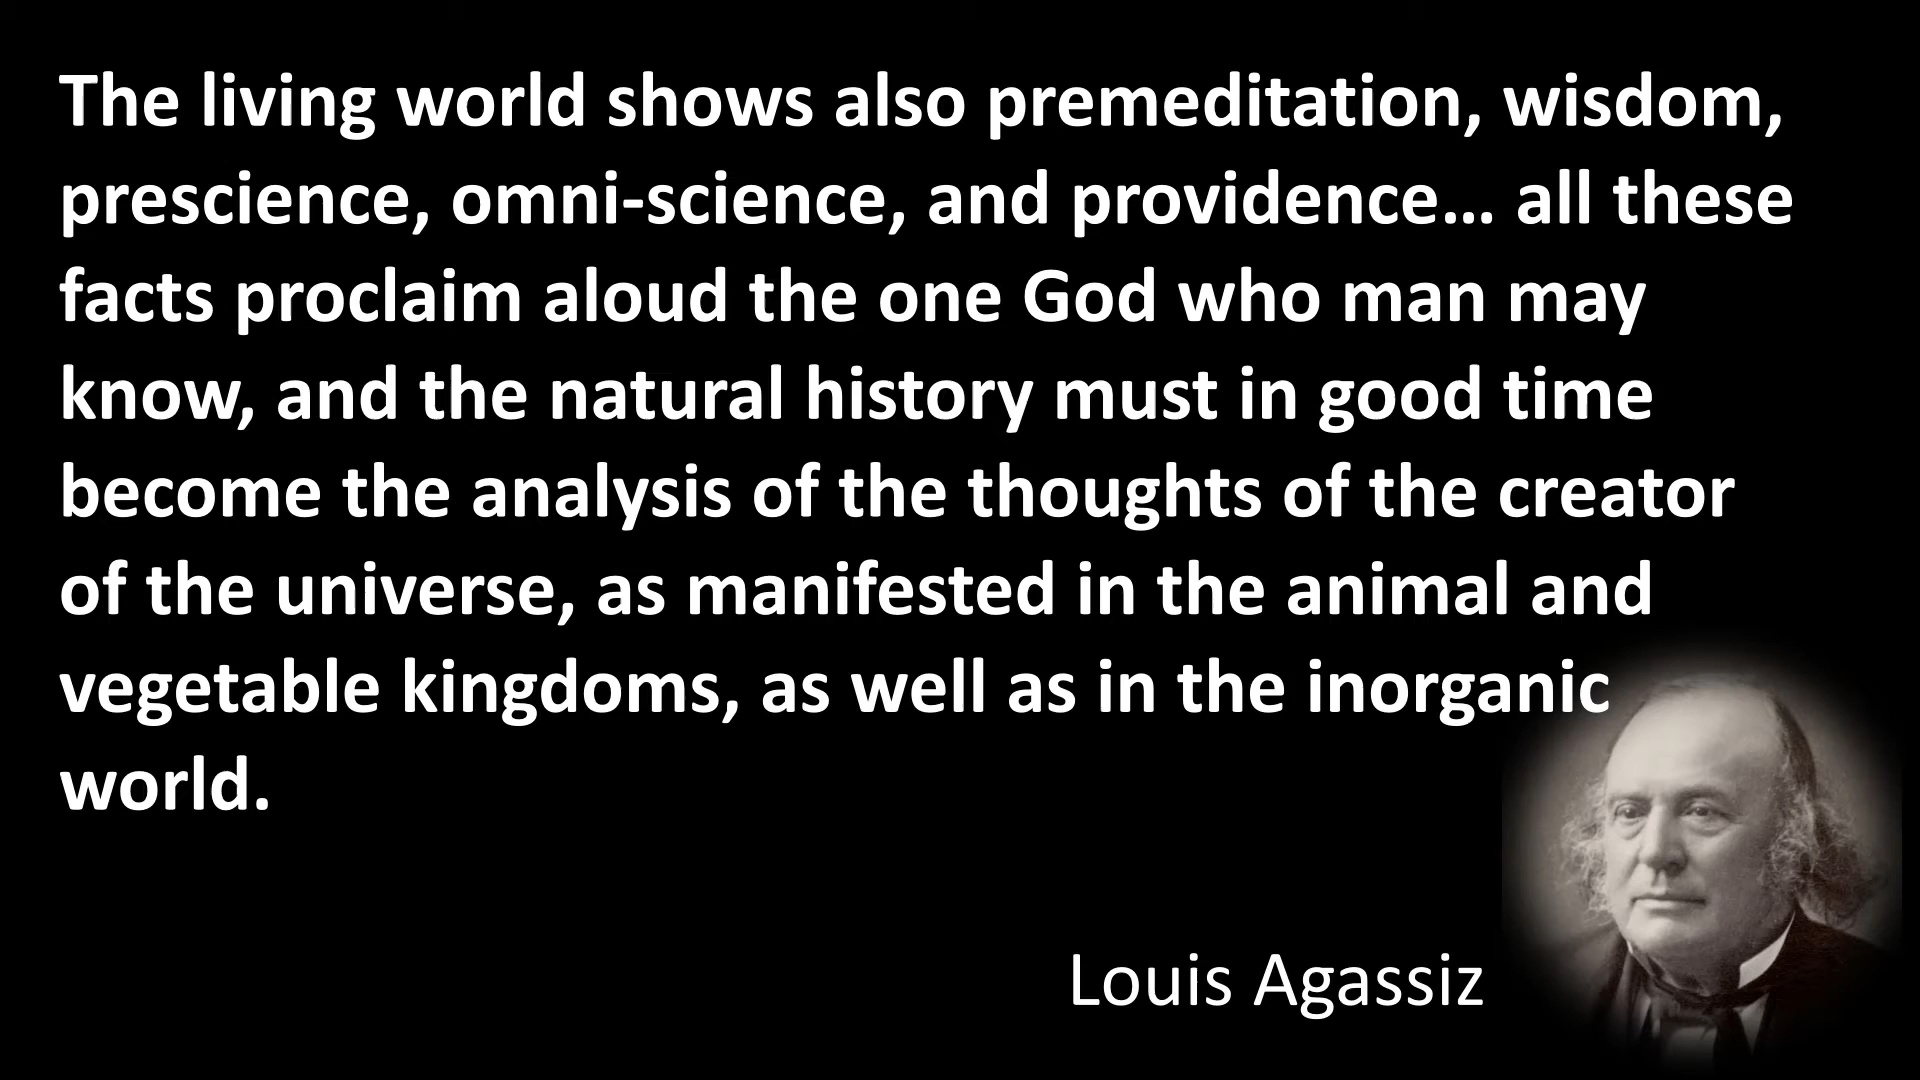 The living world shows also premeditation, wisdom,
prescience, omni-science, and providence… all these
facts proclaim aloud the one God who man may
know, and the natural history must in good time
become the analysis of the thoughts of the creator
of the universe, as manifested in the animal and
vegetable kingdoms, as well as in the inorganic
world.
Louis Agassiz